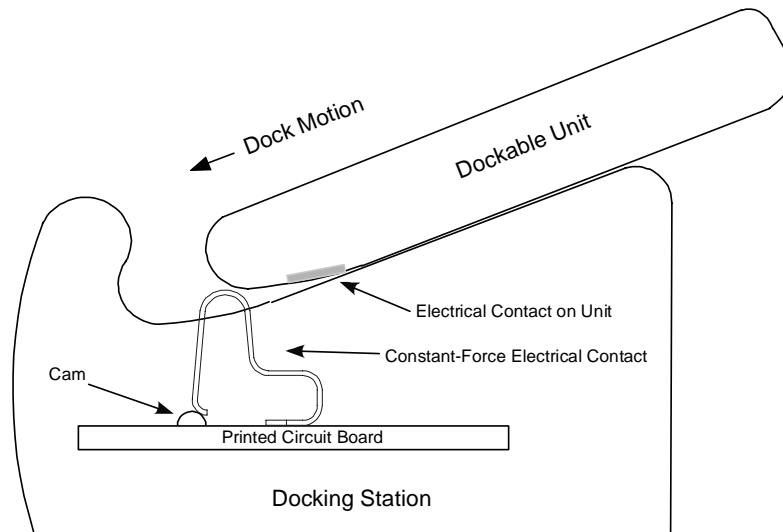 Dock Motion
Dockable Unit
Electrical Contact on Unit
Constant-Force Electrical Contact
Cam
Printed Circuit Board
Docking Station